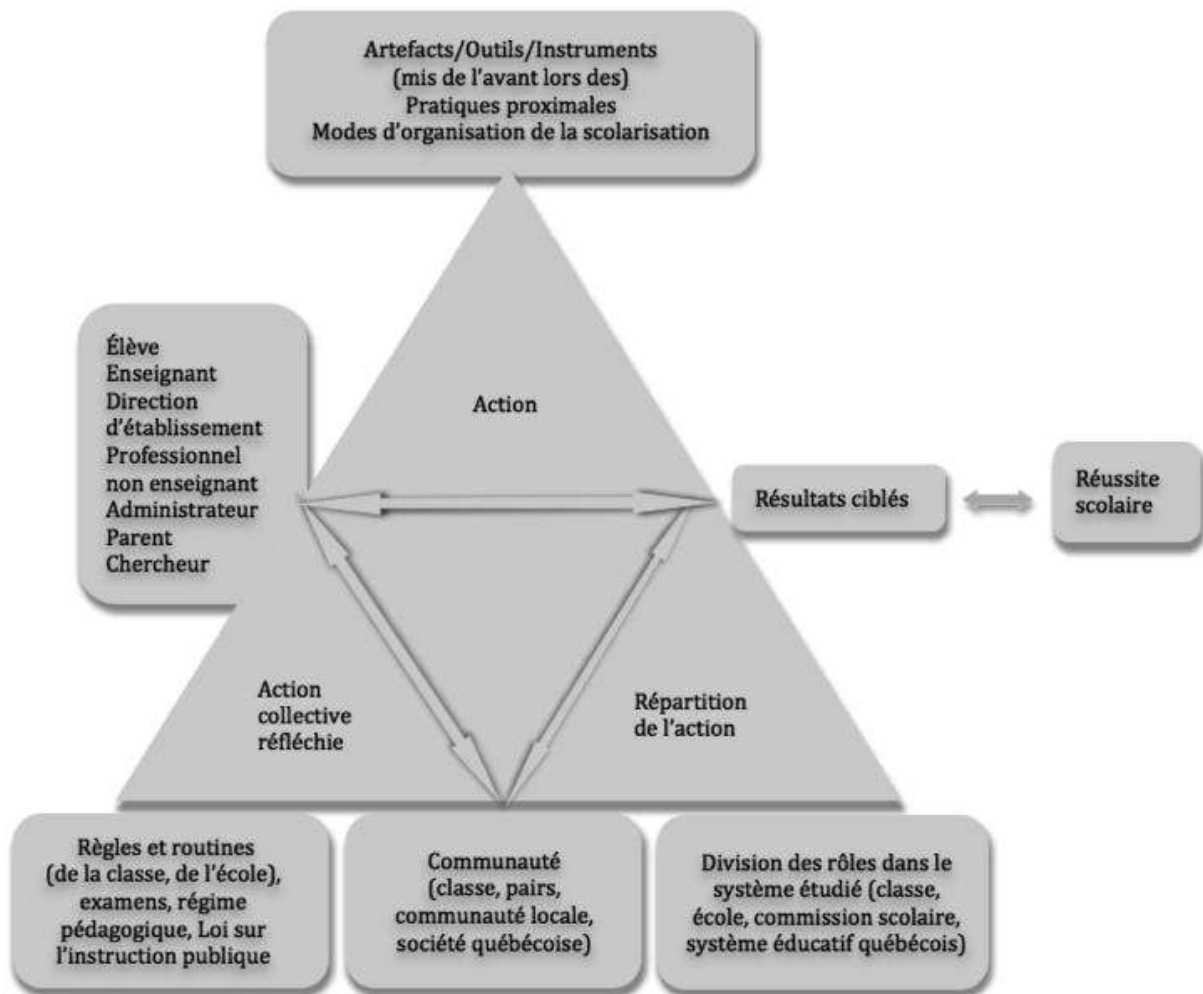 Artefacts/Outils/Instruments
(mis de l'avant lors des)
Pratiques proximales
Modes d'organisation de la scolarisation
Élève
Enseignant
Direction
d'établissement
Professionnel
non enseignant
Administrateur
Parent
Chercheur
Action
Résultats ciblés
Réussite
scolaire
Action
collective
réfléchie
Répartition
de l'action
Règles et routines
(de la classe, de l'école),
examens, régime
pédagogique, Loi sur
l'instruction publique
Communauté
(classe, pairs,
communauté locale,
société québécoise)
Division des rôles dans le
système étudié (classe,
école, commission scolaire,
système éducatif québécois)